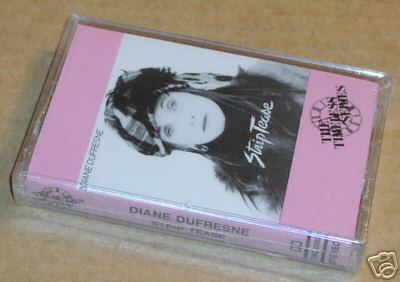 DIANE DUFRESNE
Strip Tease
THE
TIMELESS
SERIES
DIANE DUFRESNE
STRIP TEASE